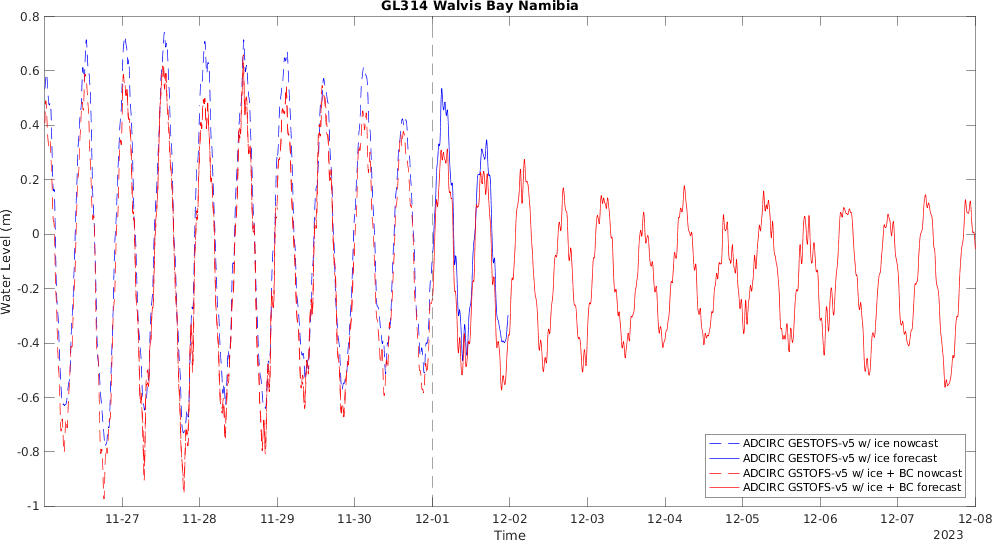 GL314 Walvis Bay Namibia
0.8
0.6
0.4
0.2
0
-0.2
-0.4
-0.6
-0.8
-1
Water Level (m)
ADCIRC GESTOFS-v5 w/ ice nowcast
ADCIRC GESTOFS-v5 w/ ice forecast
ADCIRC GSTOFS-v5 w/ ice + BC nowcast
ADCIRC GSTOFS-v5 w/ ice + BC forecast
11-27 11-28 11-29 11-30 12-01 12-02 12-03 12-04 12-05 12-06 12-07 12-08
Time
2023